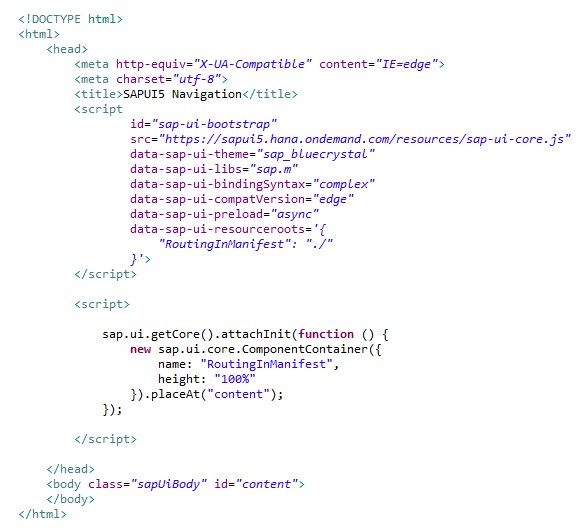 <!DOCTYPE html>
<html>
    <head>
        <meta http-equiv="X-UA-Compatible" content="IE=edge">
        <meta charset="utf-8">
        <title>SAPUI5 Navigation</title>
        <script
                id="sap-ui-bootstrap"
                src="https://sapui5.hana.ondemand.com/resources/sap-ui-core.js"
                data-sap-ui-theme="sap_bluecrystal"
                data-sap-ui-libs="sap.m"
                data-sap-ui-bindingSyntax="complex"
                data-sap-ui-compatVersion="edge"
                data-sap-ui-preload="async"
                data-sap-ui-resourceroots='{
                    "RoutingInManifest": "./"
                }'>
        </script>

        <script>

            sap.ui.getCore().attachInit(function () {
                new sap.ui.core.ComponentContainer({
                    name: "RoutingInManifest",
                    height: "100%"
                }).placeAt("content");
            });

        </script>

    </head>
    <body class="sapUiBody" id="content">
    </body>
</html>